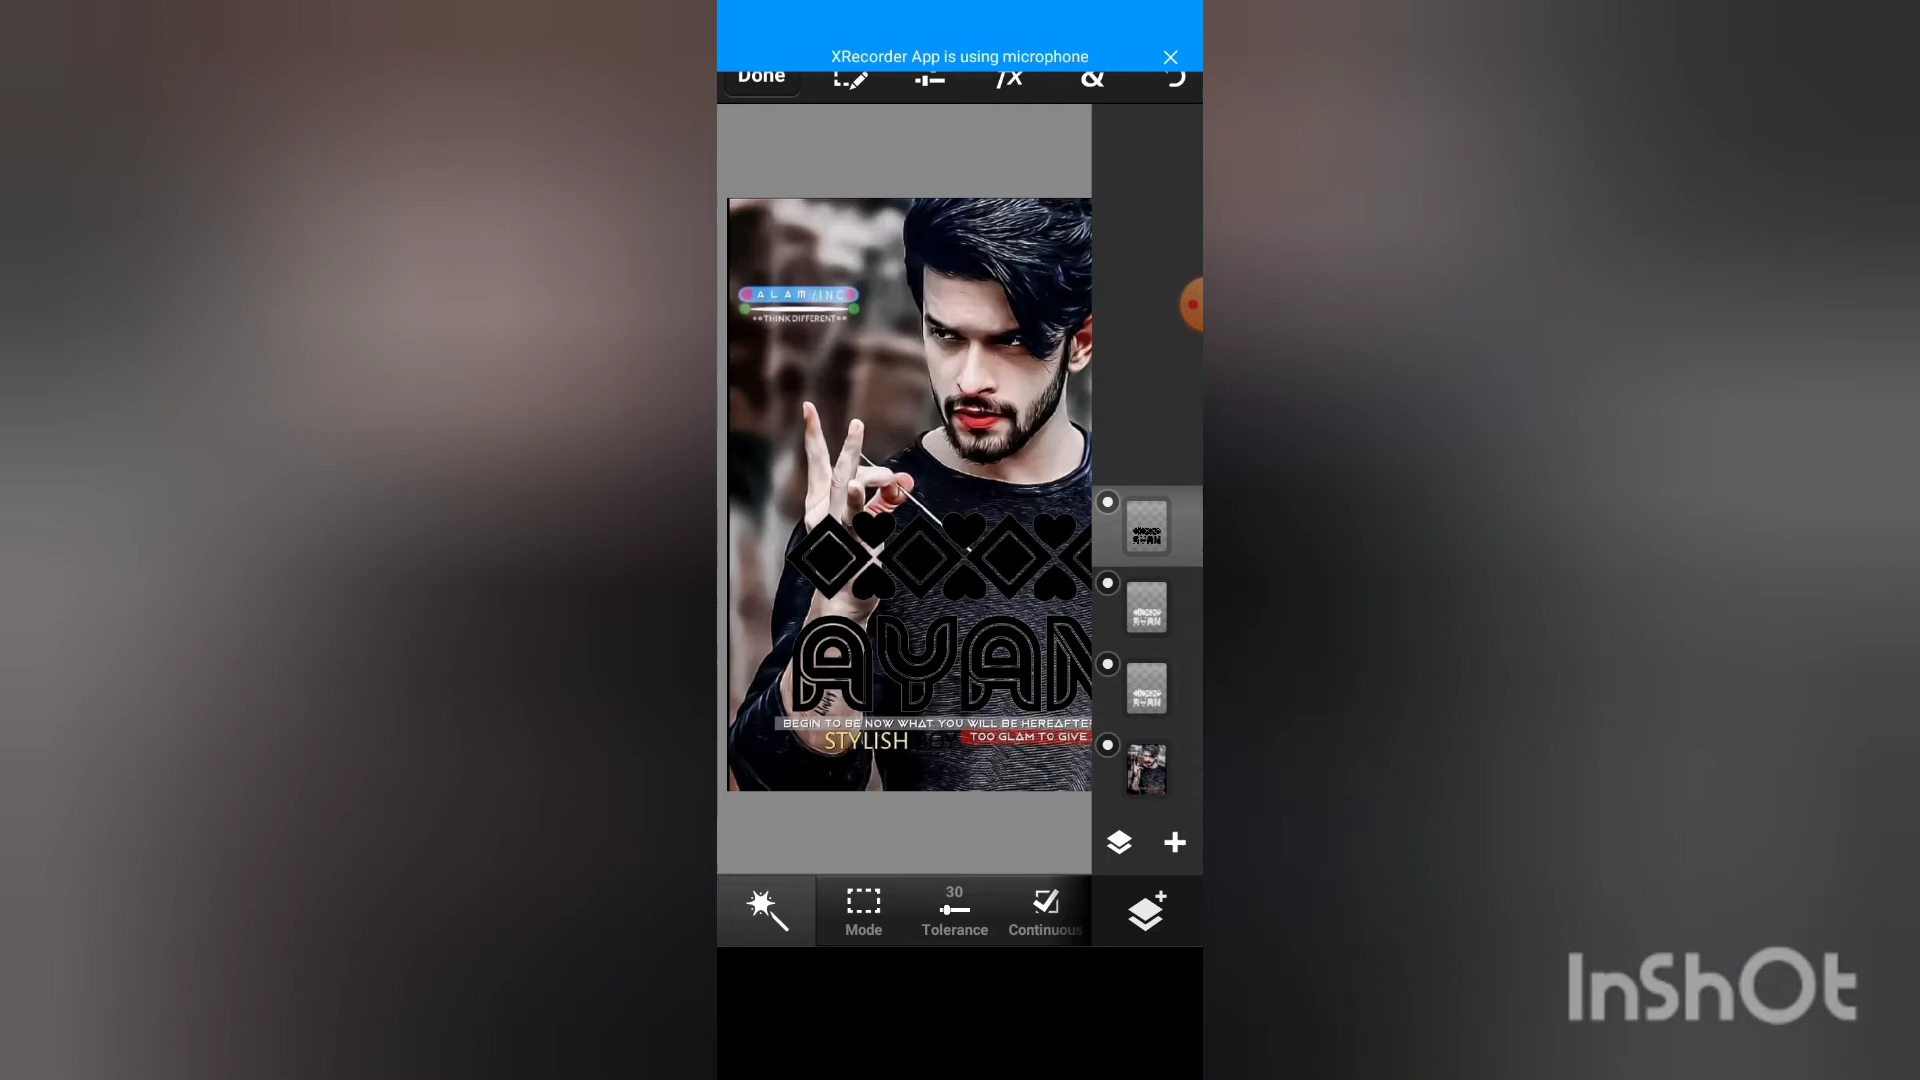 XRecorder App is using microphone
Done
fx
&
ALAM/INC
THINK DIFFERENT
AYAN
BEGIN TO BE NOW WHAT YOU WILL BE HEREAFTER
STYLISH
TOO GLAM TO GIVE
30
Mode
Tolerance
Continuous
InShOt